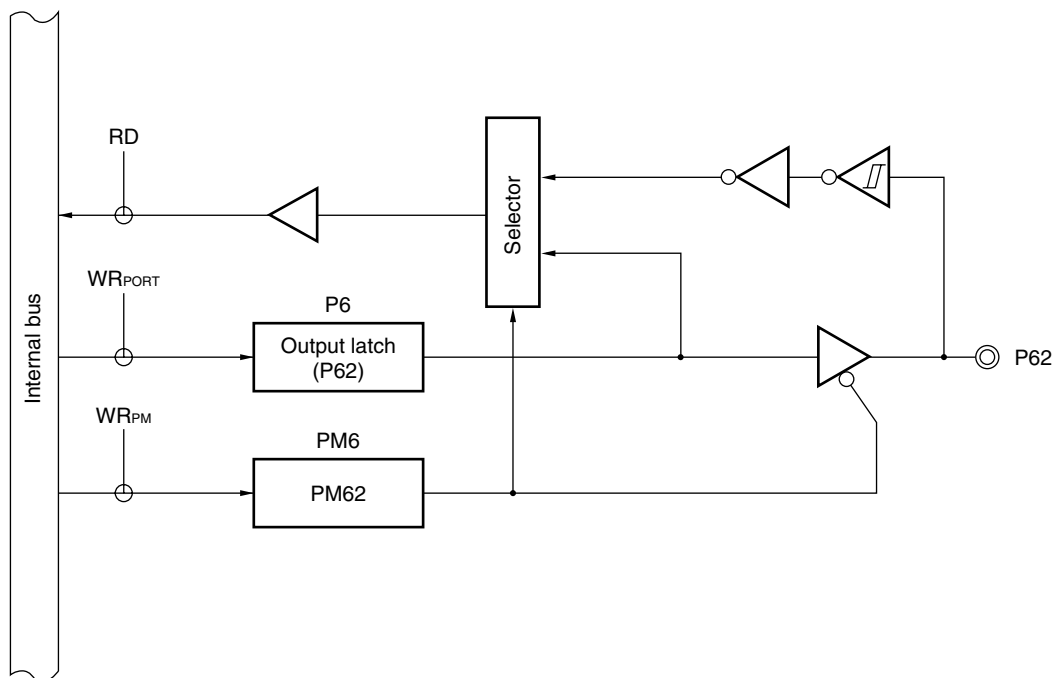 RD
Selector
WRPORT
P6
Internal bus
Output latch
(P62)
P62
WRPM
PM6
PM62